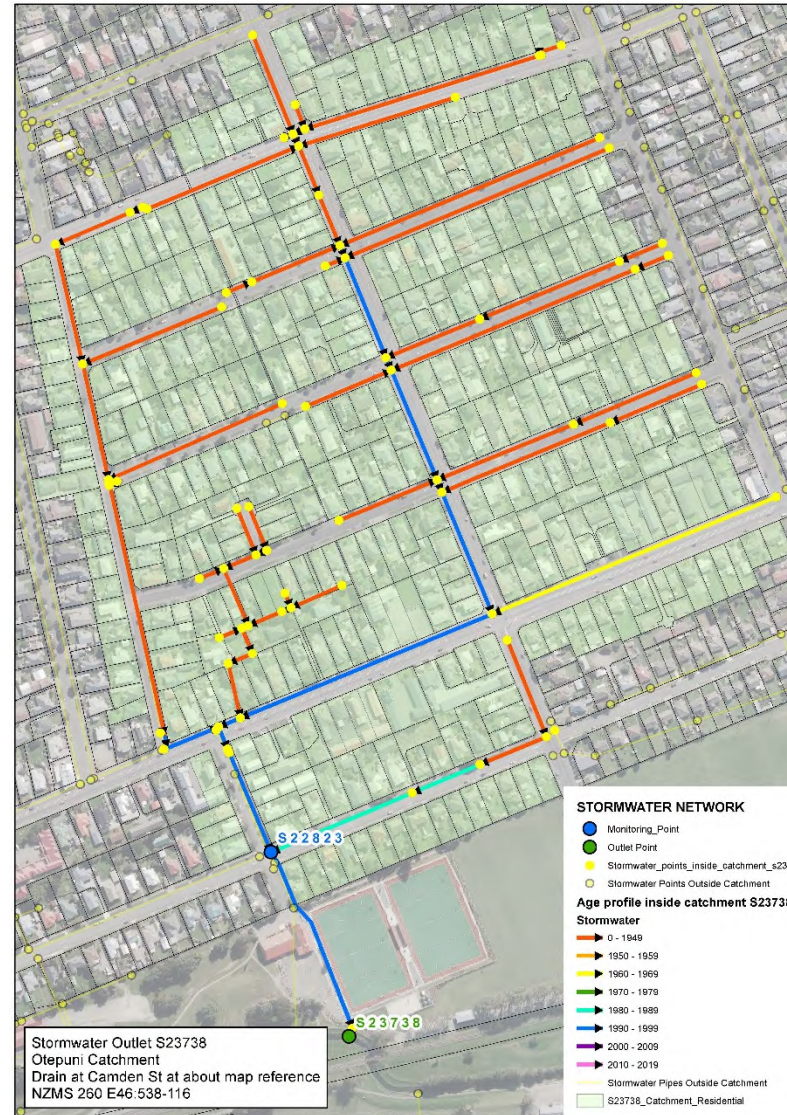 S22823
S23738
Stormwater Outlet S23738
Otepuni Catchment
Drain at Camden St at about map reference
NZMS 260 E46:538-116
STORMWATER NETWORK
Monitoring_Point
Outlet Point
Stormwater_points_inside_catchment_s23
Stormwater Points Outside Catchment
Age profile inside catchment S23738
Stormwater
0 - 1949
1950 - 1959
1960 - 1969
1970 - 1979
1980 - 1989
1990 - 1999
2000 - 2009
2010 - 2019
Stormwater Pipes Outside Catchment
S23738_Catchment_Residential